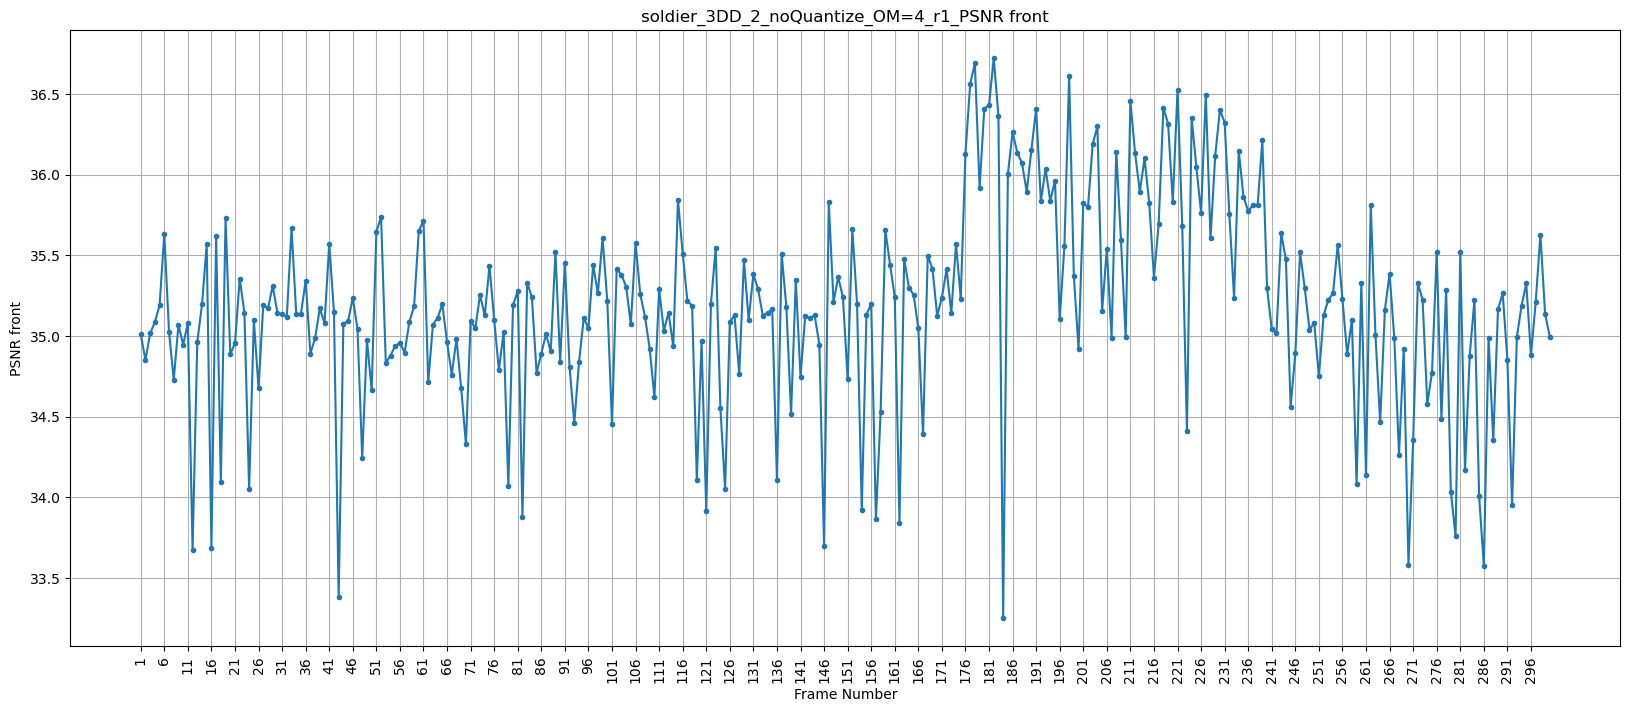 soldier_3DD_2_noQuantize_OM=4_r1_PSNR front
PSNR front
36.5
36.0
35.5
35.0
34.5
34.0
33.5
1 6 11 16 21 26 31 36 41 46 51 56 61 66 71 76 81 86 91 96 101 106 111 116 121 126 131 136 141 146 151 156 161 166 171 176 181 186 191 196 201 206 211 216 221 226 231 236 241 246 251 256 261 266 271 276 281 286 291 296
Frame Number